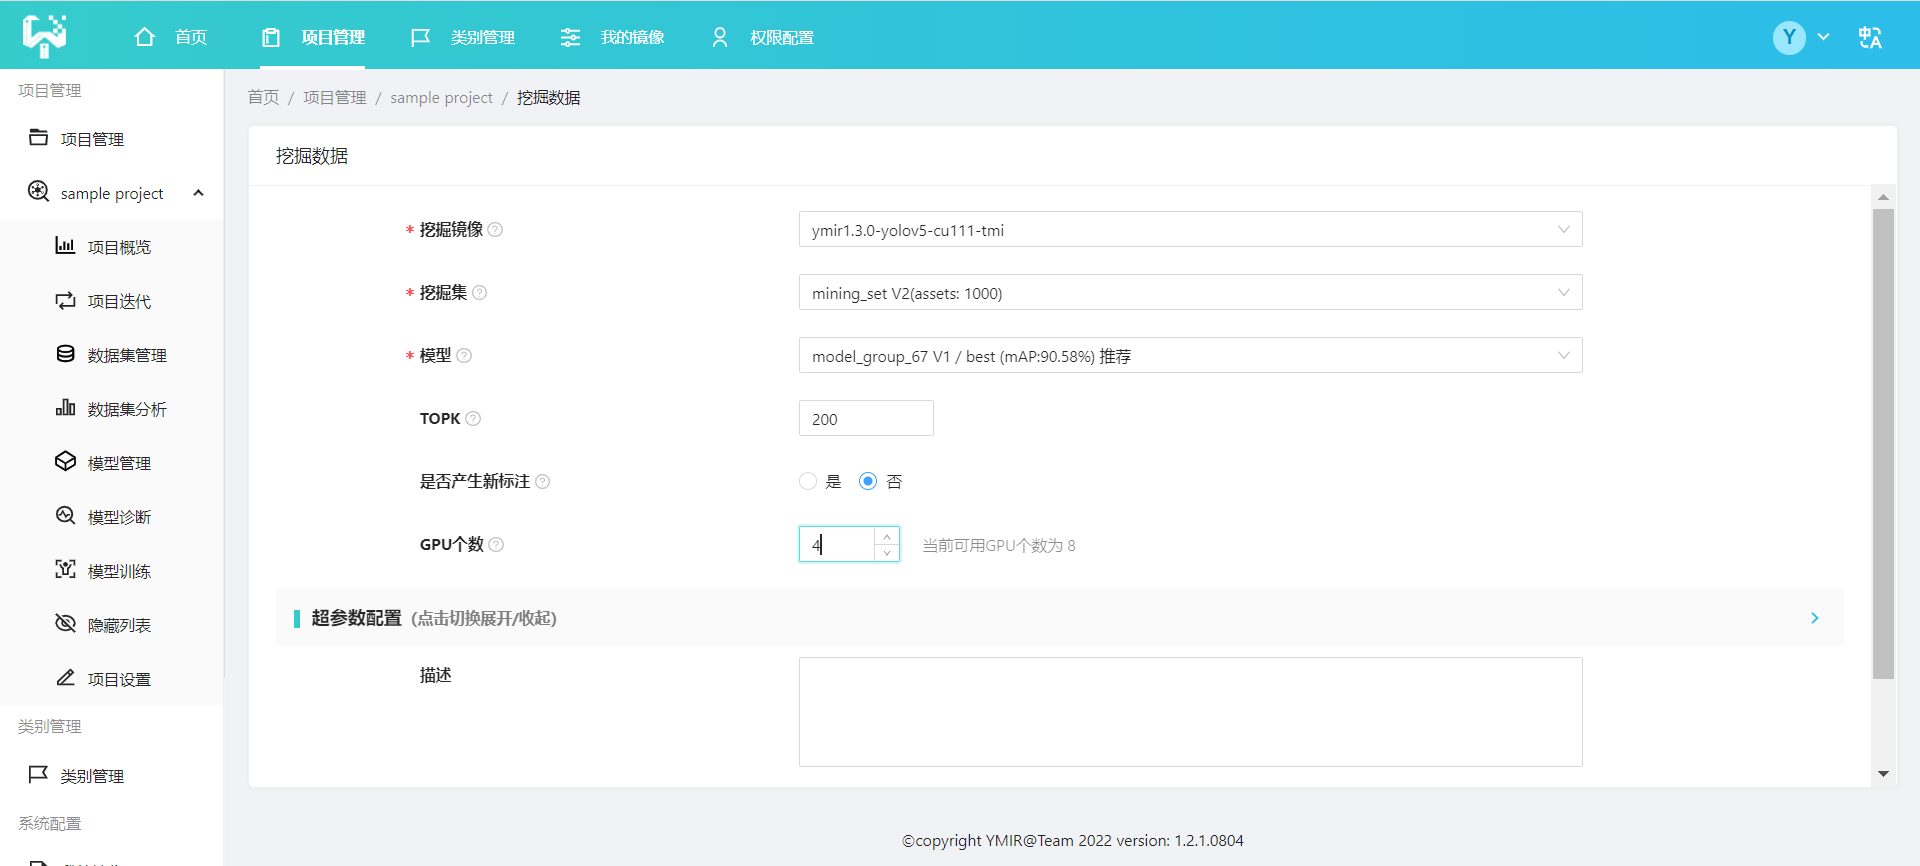 首页
项目管理
类别管理
我的镜像
权限配置
Y
中A
项目管理
项目管理
sample project
项目概览
项目迭代
数据集管理
数据集分析
模型管理
模型诊断
模型训练
隐藏列表
项目设置
类别管理
类别管理
系统配置
首页 / 项目管理 / sample project / 挖掘数据
挖掘数据
* 挖掘镜像 ?
ymir1.3.0-yolov5-cu111-tmi
* 挖掘集 ?
mining_set V2(assets: 1000)
* 模型 ?
model_group_67 V1 / best (mAP:90.58%) 推荐
TOPK ?
200
是否产生新标注 ?
是 否
GPU个数 ?
4
当前可用GPU个数为 8
超参数配置 (点击切换展开/收起)
描述
©copyright YMIR@Team 2022 version: 1.2.1.0804